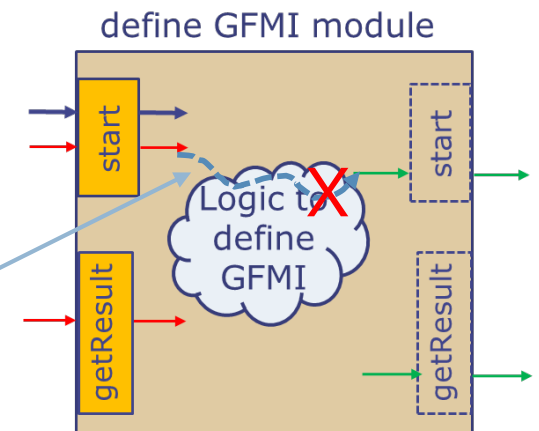 define GFMI module
start
start
Logic to
define
GFMI
getResult
getResult